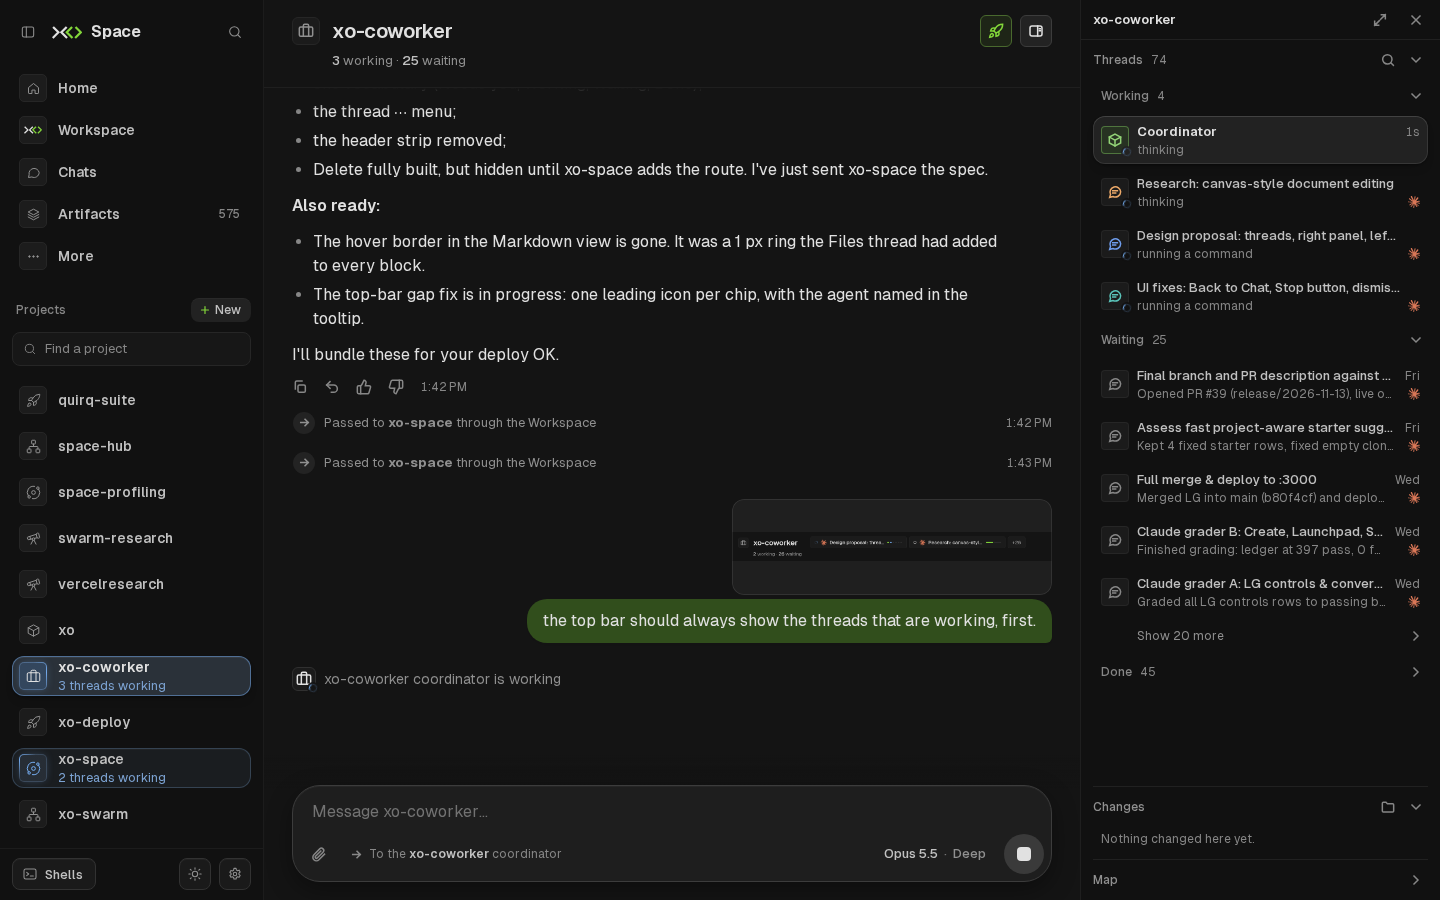 Space
Home
Workspace
Chats
Artifacts 575
More
Projects
New
Find a project
quirq-suite
space-hub
space-profiling
swarm-research
vercelresearch
xo
xo-coworker
3 threads working
xo-deploy
xo-space
2 threads working
xo-swarm
Shells
xo-coworker
3 working · 25 waiting
the thread ··· menu;
the header strip removed;
Delete fully built, but hidden until xo-space adds the route. I've just sent xo-space the spec.
Also ready:
The hover border in the Markdown view is gone. It was a 1 px ring the Files thread had added
to every block.
The top-bar gap fix is in progress: one leading icon per chip, with the agent named in the
tooltip.
I'll bundle these for your deploy OK.
1:42 PM
Passed to xo-space through the Workspace 1:42 PM
Passed to xo-space through the Workspace 1:43 PM
xo-coworker
Design proposal: Threa...
Research: canvas-styl...
2 working · 26 waiting
the top bar should always show the threads that are working, first.
xo-coworker coordinator is working
Message xo-coworker...
To the xo-coworker coordinator
Opus 5.5 · Deep
xo-coworker
Threads 74
Working 4
Coordinator 1s
thinking
Research: canvas-style document editing
thinking
Design proposal: threads, right panel, lef...
running a command
UI fixes: Back to Chat, Stop button, dismis...
running a command
Waiting 25
Final branch and PR description against ... Fri
Opened PR #39 (release/2026-11-13), live o...
Assess fast project-aware starter sugg... Fri
Kept 4 fixed starter rows, fixed empty clon...
Full merge & deploy to :3000 Wed
Merged LG into main (b80f4cf) and deplo...
Claude grader B: Create, Launchpad, S... Wed
Finished grading: ledger at 397 pass, 0 f...
Claude grader A: LG controls & conver... Wed
Graded all LG controls rows to passing b...
Show 20 more
Done 45
Changes
Nothing changed here yet.
Map